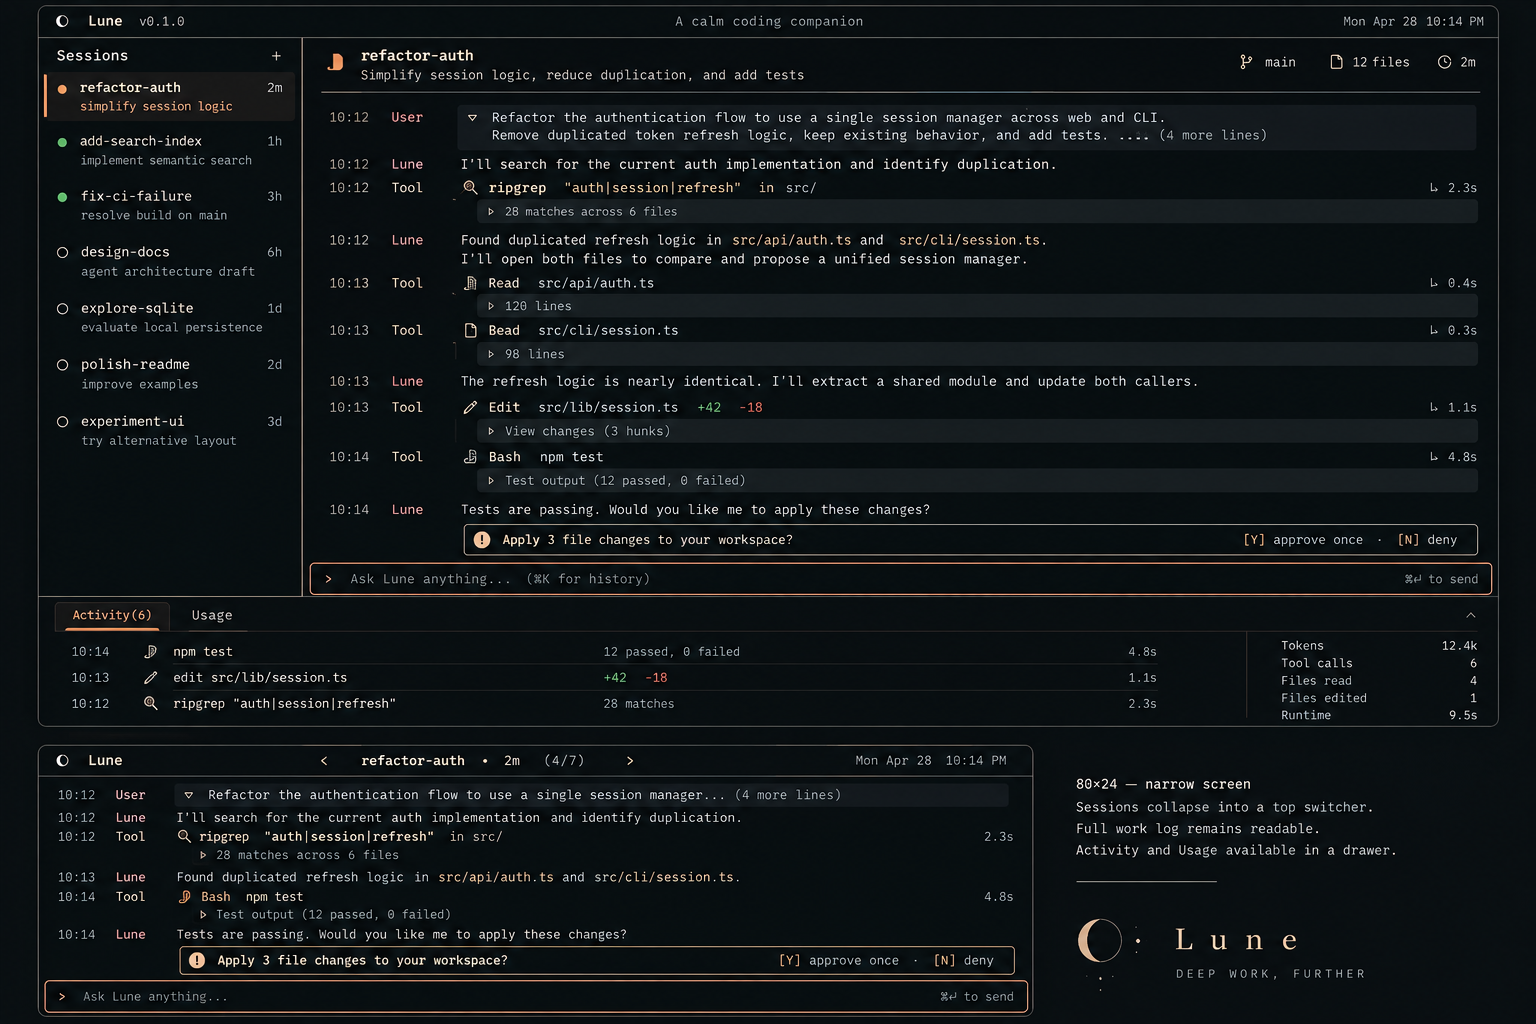 Lune v0.1.0 A calm coding companion Mon Apr 28 10:14 PM
Sessions +
refactor-auth 2m
simplify session logic
add-search-index 1h
implement semantic search
fix-ci-failure 3h
resolve build on main
design-docs 6h
agent architecture draft
explore-sqlite 1d
evaluate local persistence
polish-readme 2d
improve examples
experiment-ui 3d
try alternative layout
refactor-auth main 12 files 2m
Simplify session logic, reduce duplication, and add tests
10:12 User ▽ Refactor the authentication flow to use a single session manager across web and CLI.
Remove duplicated token refresh logic, keep existing behavior, and add tests. .... (4 more lines)
10:12 Lune I'll search for the current auth implementation and identify duplication.
10:12 Tool ripgrep "auth|session|refresh" in src/ ↳ 2.3s
▷ 28 matches across 6 files
10:12 Lune Found duplicated refresh logic in src/api/auth.ts and src/cli/session.ts.
I'll open both files to compare and propose a unified session manager.
10:13 Tool Read src/api/auth.ts ↳ 0.4s
▷ 120 lines
10:13 Tool Bead src/cli/session.ts ↳ 0.3s
▷ 98 lines
10:13 Lune The refresh logic is nearly identical. I'll extract a shared module and update both callers.
10:13 Tool Edit src/lib/session.ts +42 -18 ↳ 1.1s
▷ View changes (3 hunks)
10:14 Tool Bash npm test ↳ 4.8s
▷ Test output (12 passed, 0 failed)
10:14 Lune Tests are passing. Would you like me to apply these changes?
! Apply 3 file changes to your workspace? [Y] approve once · [N] deny
> Ask Lune anything... (⌘K for history) ⌘↵ to send
Activity(6) Usage
10:14 npm test 12 passed, 0 failed 4.8s
10:13 edit src/lib/session.ts +42 -18 1.1s
10:12 ripgrep "auth|session|refresh" 28 matches 2.3s
Tokens 12.4k
Tool calls 6
Files read 4
Files edited 1
Runtime 9.5s
Lune < refactor-auth • 2m (4/7) > Mon Apr 28 10:14 PM
10:12 User ▽ Refactor the authentication flow to use a single session manager... (4 more lines)
10:12 Lune I'll search for the current auth implementation and identify duplication.
10:12 Tool ripgrep "auth|session|refresh" in src/ 2.3s
▷ 28 matches across 6 files
10:13 Lune Found duplicated refresh logic in src/api/auth.ts and src/cli/session.ts.
10:14 Tool Bash npm test 4.8s
▷ Test output (12 passed, 0 failed)
10:14 Lune Tests are passing. Would you like me to apply these changes?
! Apply 3 file changes to your workspace? [Y] approve once · [N] deny
> Ask Lune anything... ⌘↵ to send
80×24 — narrow screen
Sessions collapse into a top switcher.
Full work log remains readable.
Activity and Usage available in a drawer.
Lune
DEEP WORK, FURTHER